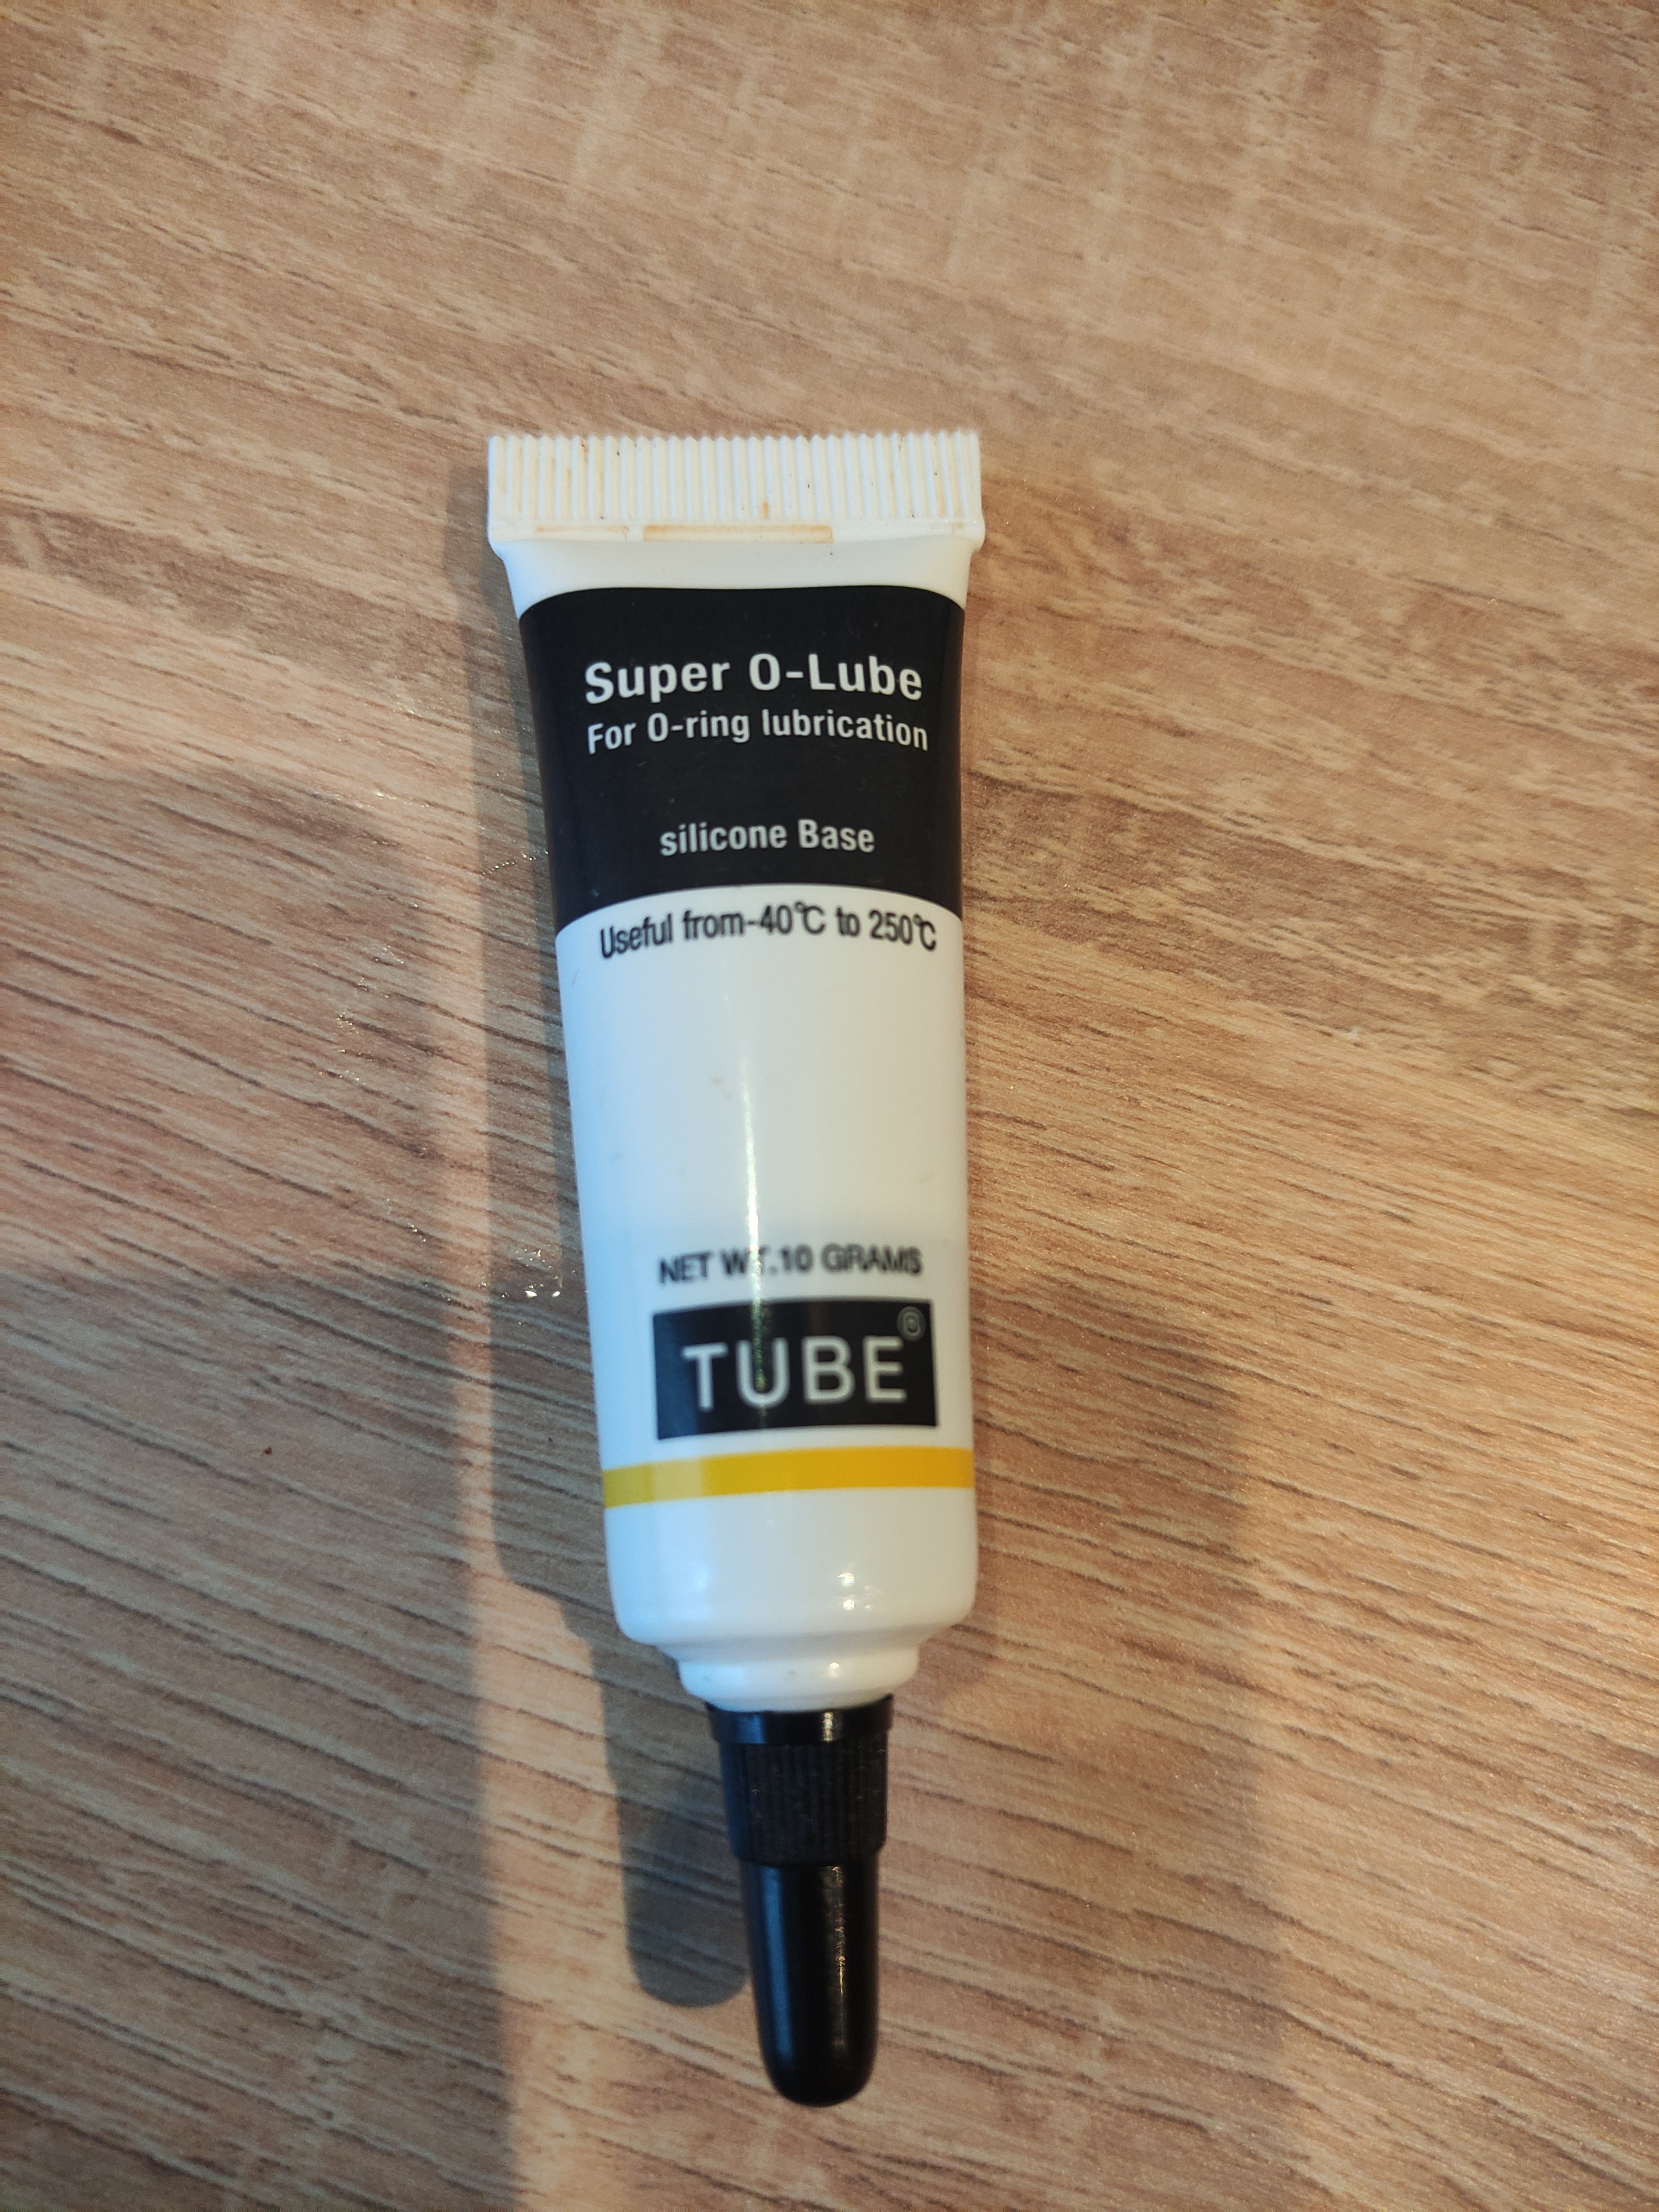 Super O-Lube
For O-ring lubrication
silicone Base
Useful from-40℃ to 250℃
NET WT.10 GRAMS
TUBE®